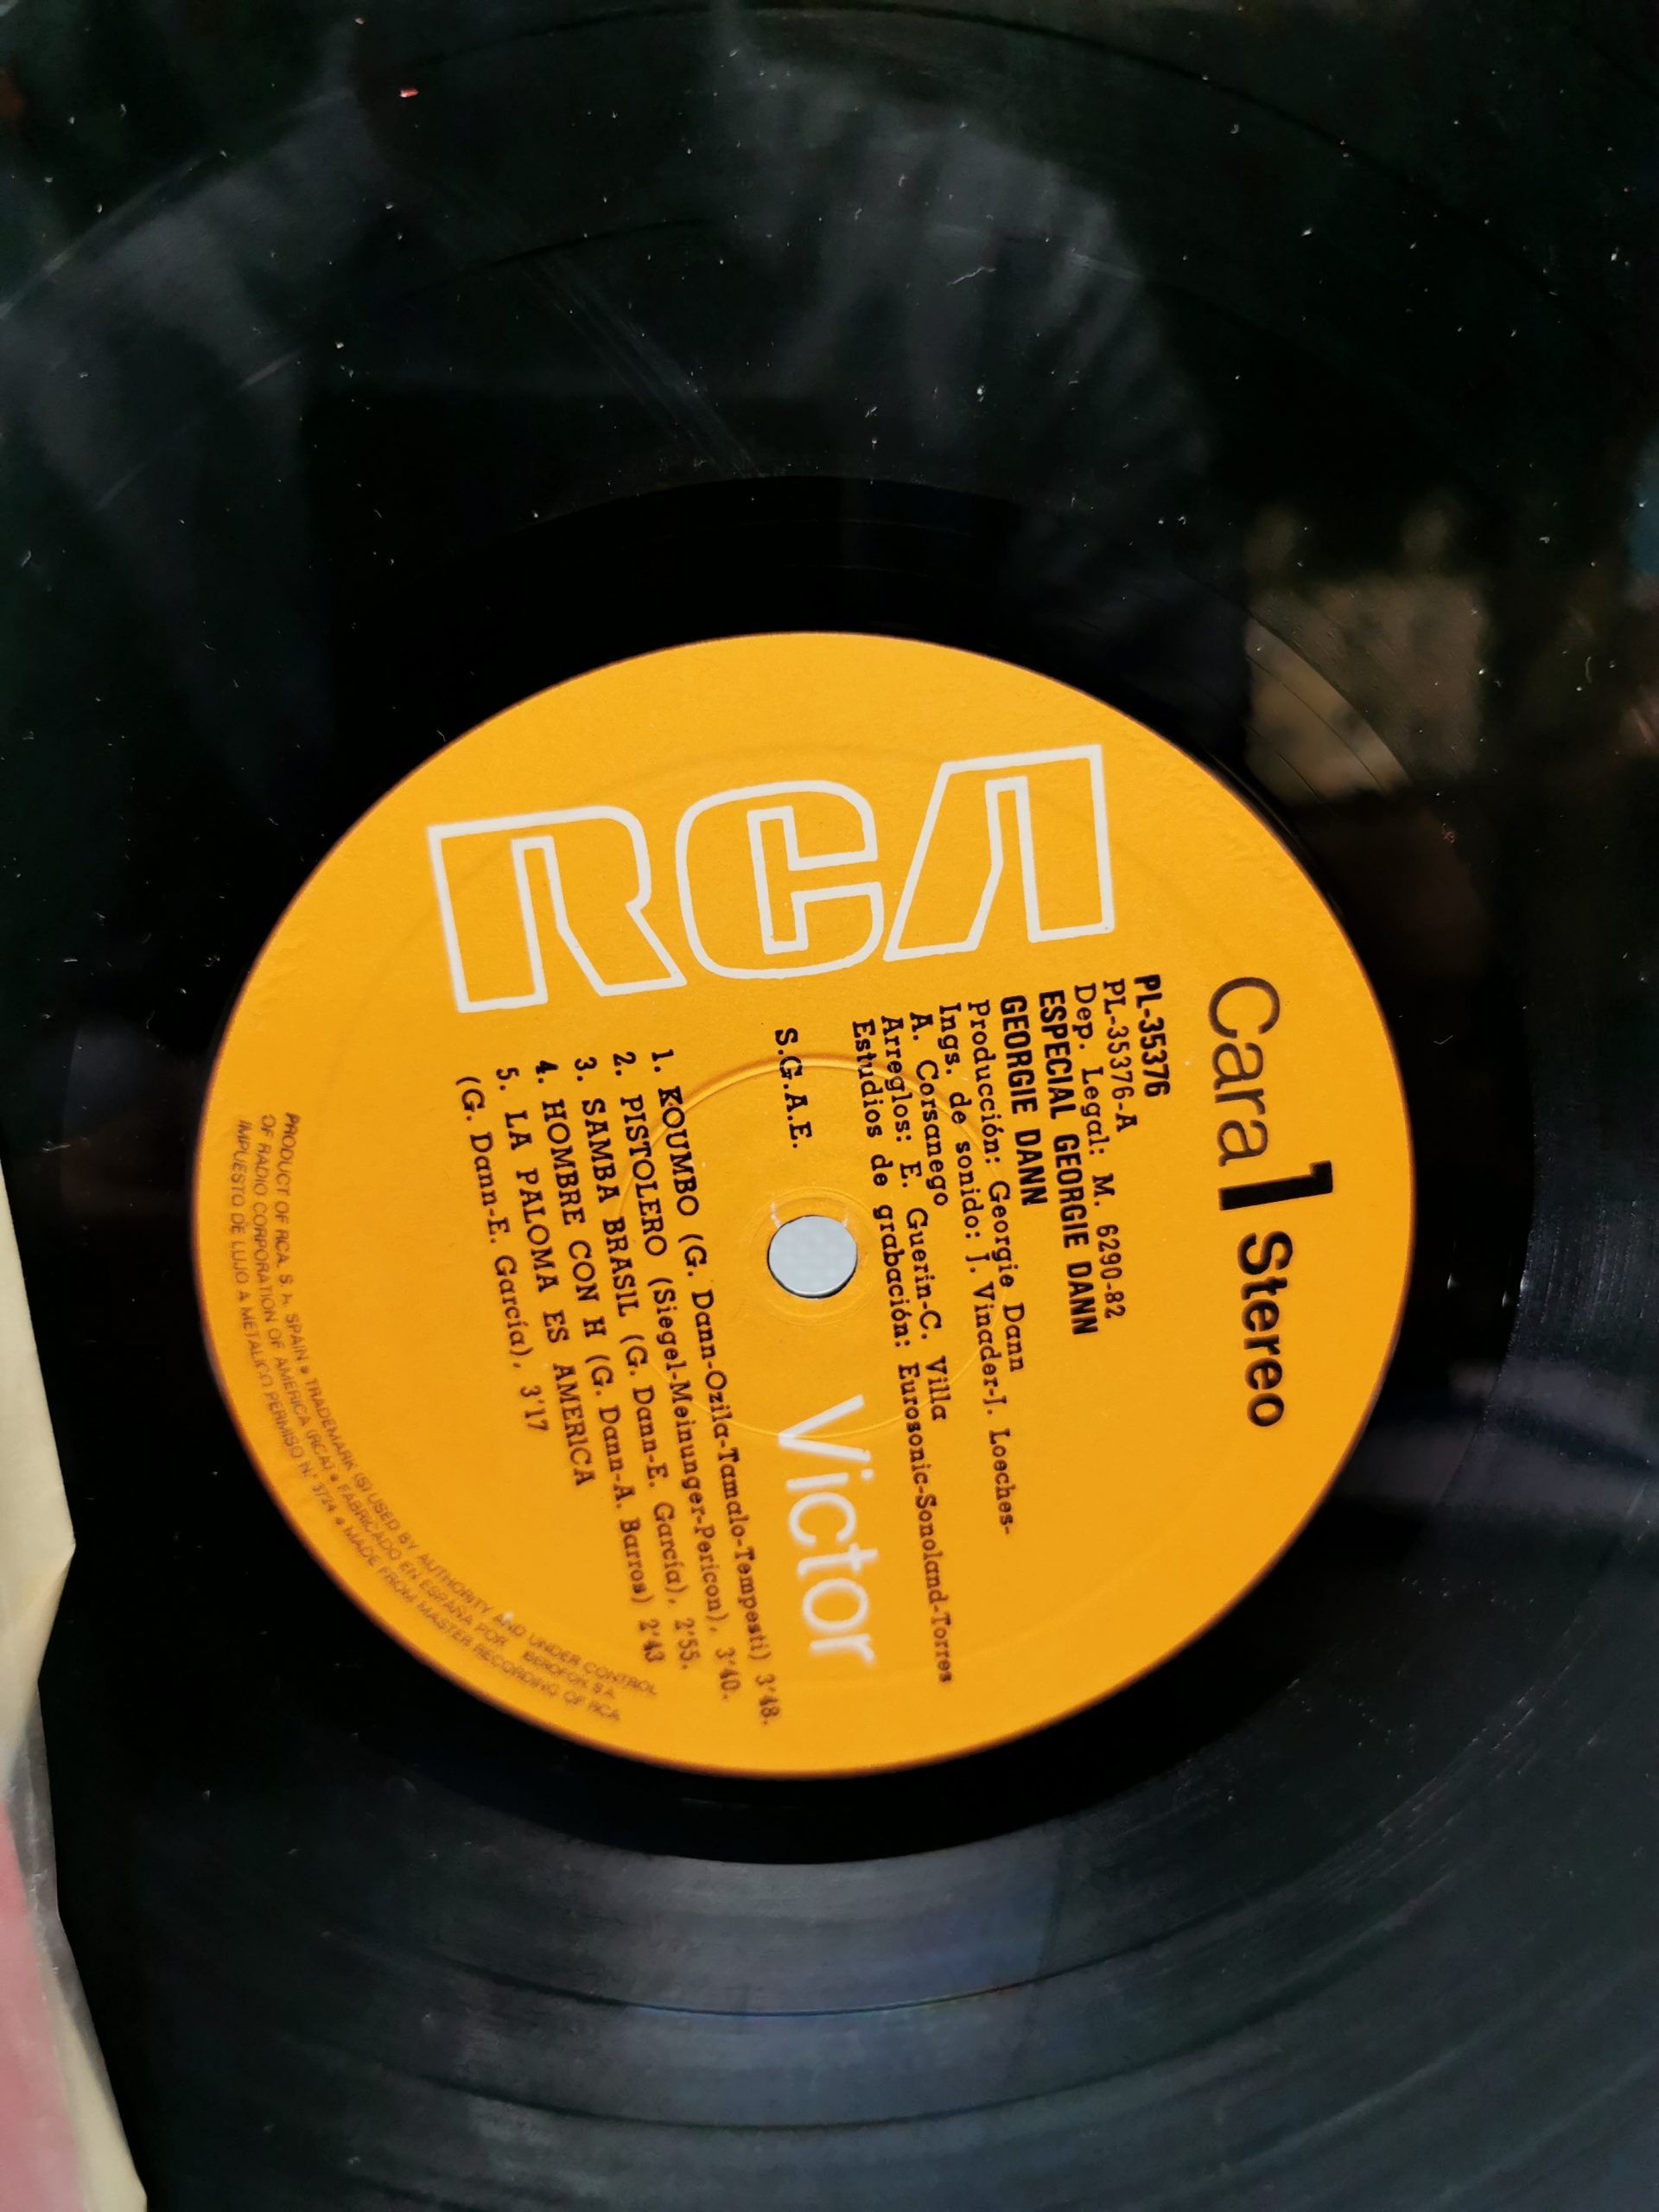 Cara 1 Stereo
PL-35376
PL-35376-A
Dep. Legal: M. 6290-82
ESPECIAL GEORGIE DANN
GEORGIE DANN
Producción: Georgie Dann
Ings. de sonido: J. Vinader-J. Loeches-
A. Corsanego
Arreglos: E. Guerin-C. Villa
Estudios de grabación: Eurosonic-Sonoland-Torres
RCA Victor
S.G.A.E.
1. KOUMBO (G. Dann-Ozila-Tamalo-Tempesti) 3'48.
2. PISTOLERO (Siegel-Meinunger-Pericon), 3'40.
3. SAMBA BRASIL (G. Dann-E. García), 2'55.
4. HOMBRE CON H (G. Dann-A. Barros) 2'43
5. LA PALOMA ES AMERICA
(G. Dann-E. García), 3'17
PRODUCT OF RCA S. A. SPAIN • TRADEMARK (S) USED BY AUTHORITY AND UNDER CONTROL
OF RADIO CORPORATION OF AMERICA (RCA) • FABRICADO EN ESPAÑA POR IBEROFON S.A.
IMPUESTO DE LUJO A METALICO PERMISO N.º 3724 • MADE FROM MASTER RECORDING OF RCA